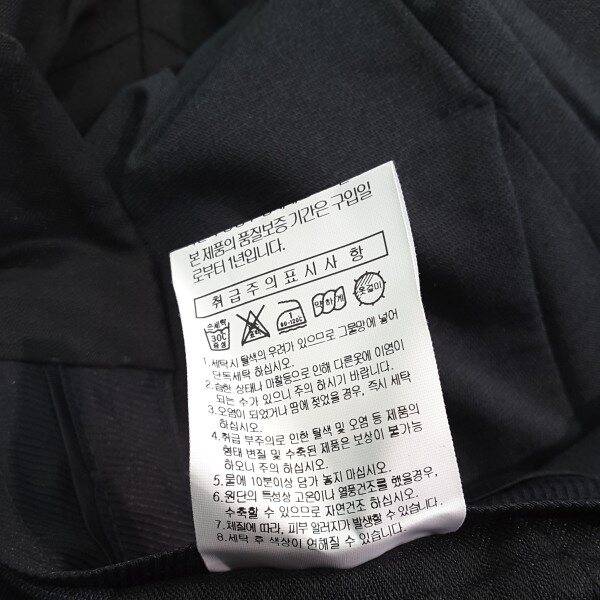 본 제품의 품질보증 기간은 구입일
로부터 1년입니다.
취급주의표시사항
손세탁
30℃
중성
1
80-120℃
약하게
옷걸이
1.세탁시 탈색의 우려가 있으므로 그물망에 넣어
단독세탁 하십시오.
2.습한 상태나 마찰등으로 인해 다른옷에 이염이
되는 수가 있으니 주의 하시기 바랍니다.
3.오염이 되었거나 땀에 젖었을 경우, 즉시 세탁
하십시오.
4.취급 부주의로 인한 탈색 및 오염 등 제품의
형태 변질 및 수축된 제품은 보상이 불가능
하오니 주의 하십시오.
5.물에 10분이상 담가 놓지 마십시오.
6.원단의 특성상 고온이나 열풍건조를 했을경우,
수축할 수 있으므로 자연건조 하십시오.
7.체질에 따라, 피부 알러지가 발생할 수 있습니다.
8.세탁 후 색상이 연해질 수 있습니다.